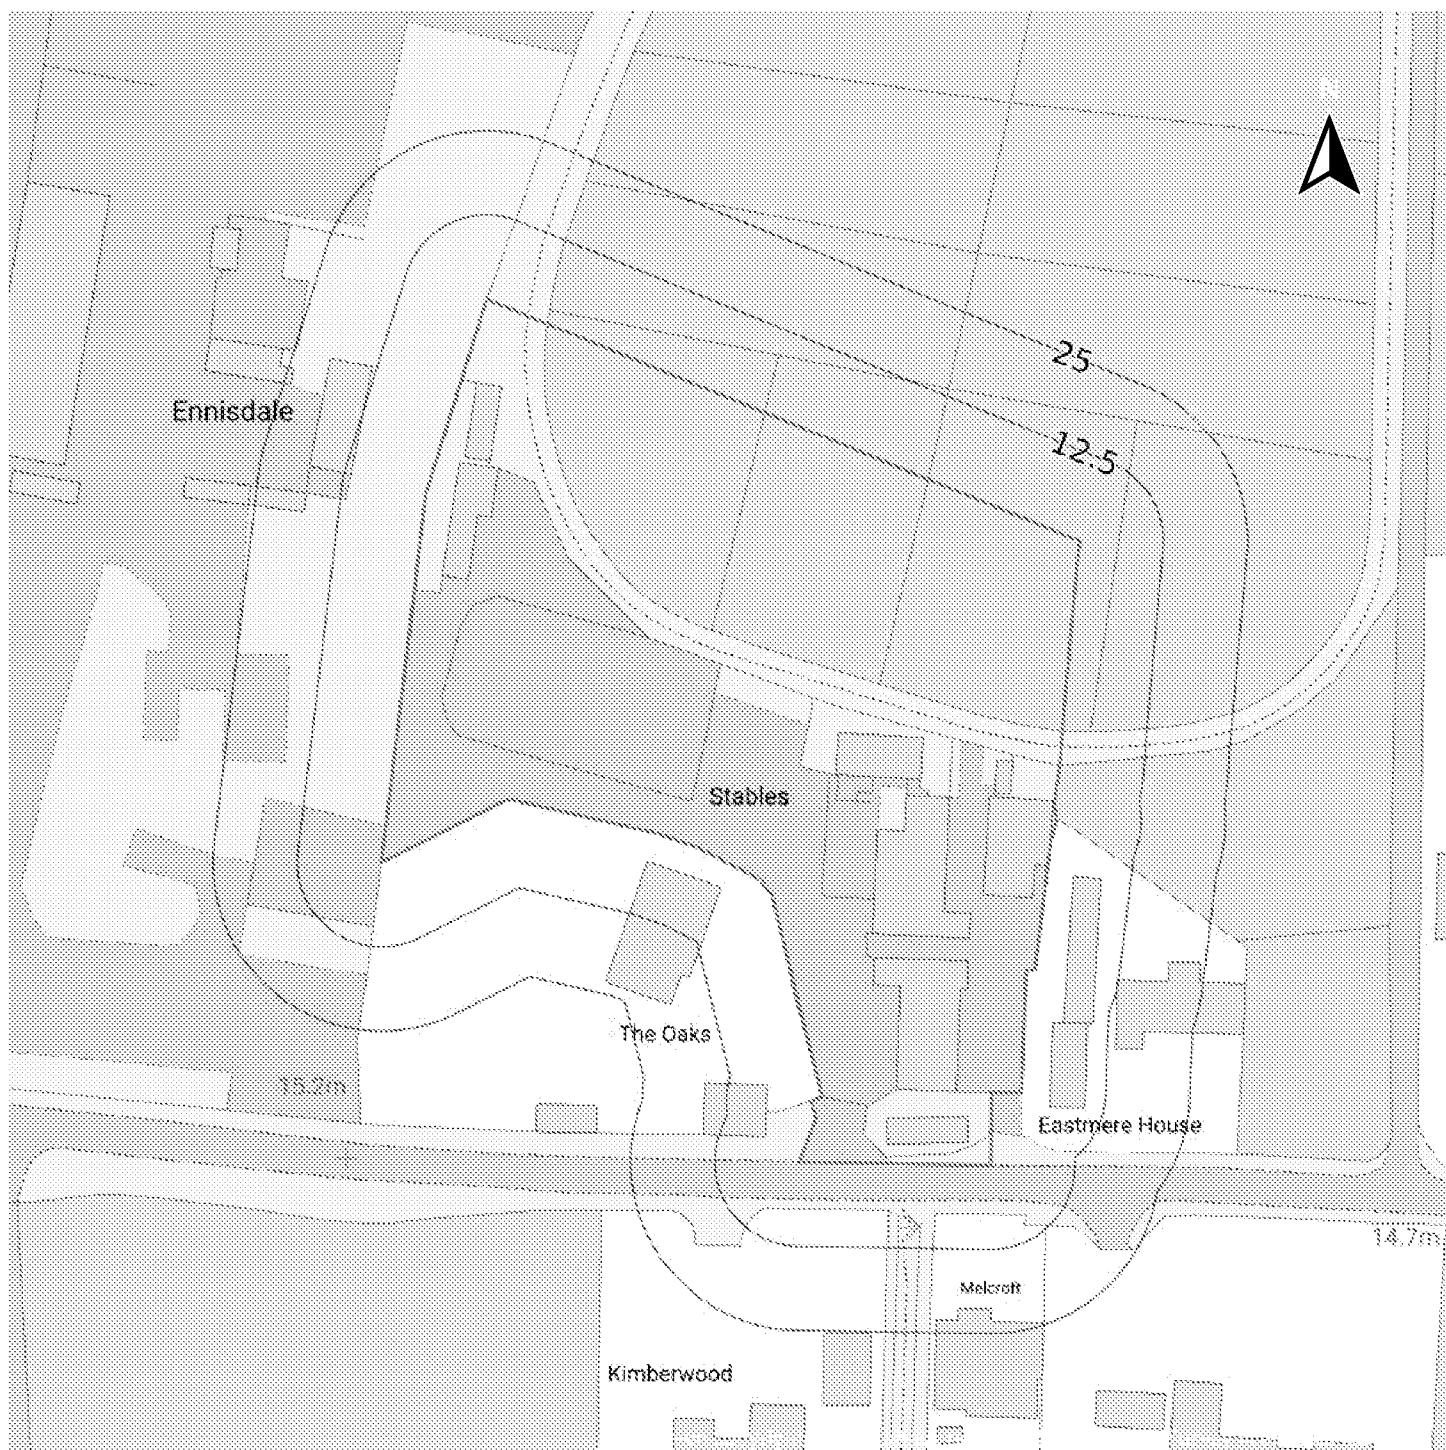 N
25
Ennisdale
12.5
Stables
The Oaks
15.2m
Eastmere House
14.7m
Melcroft
Kimberwood